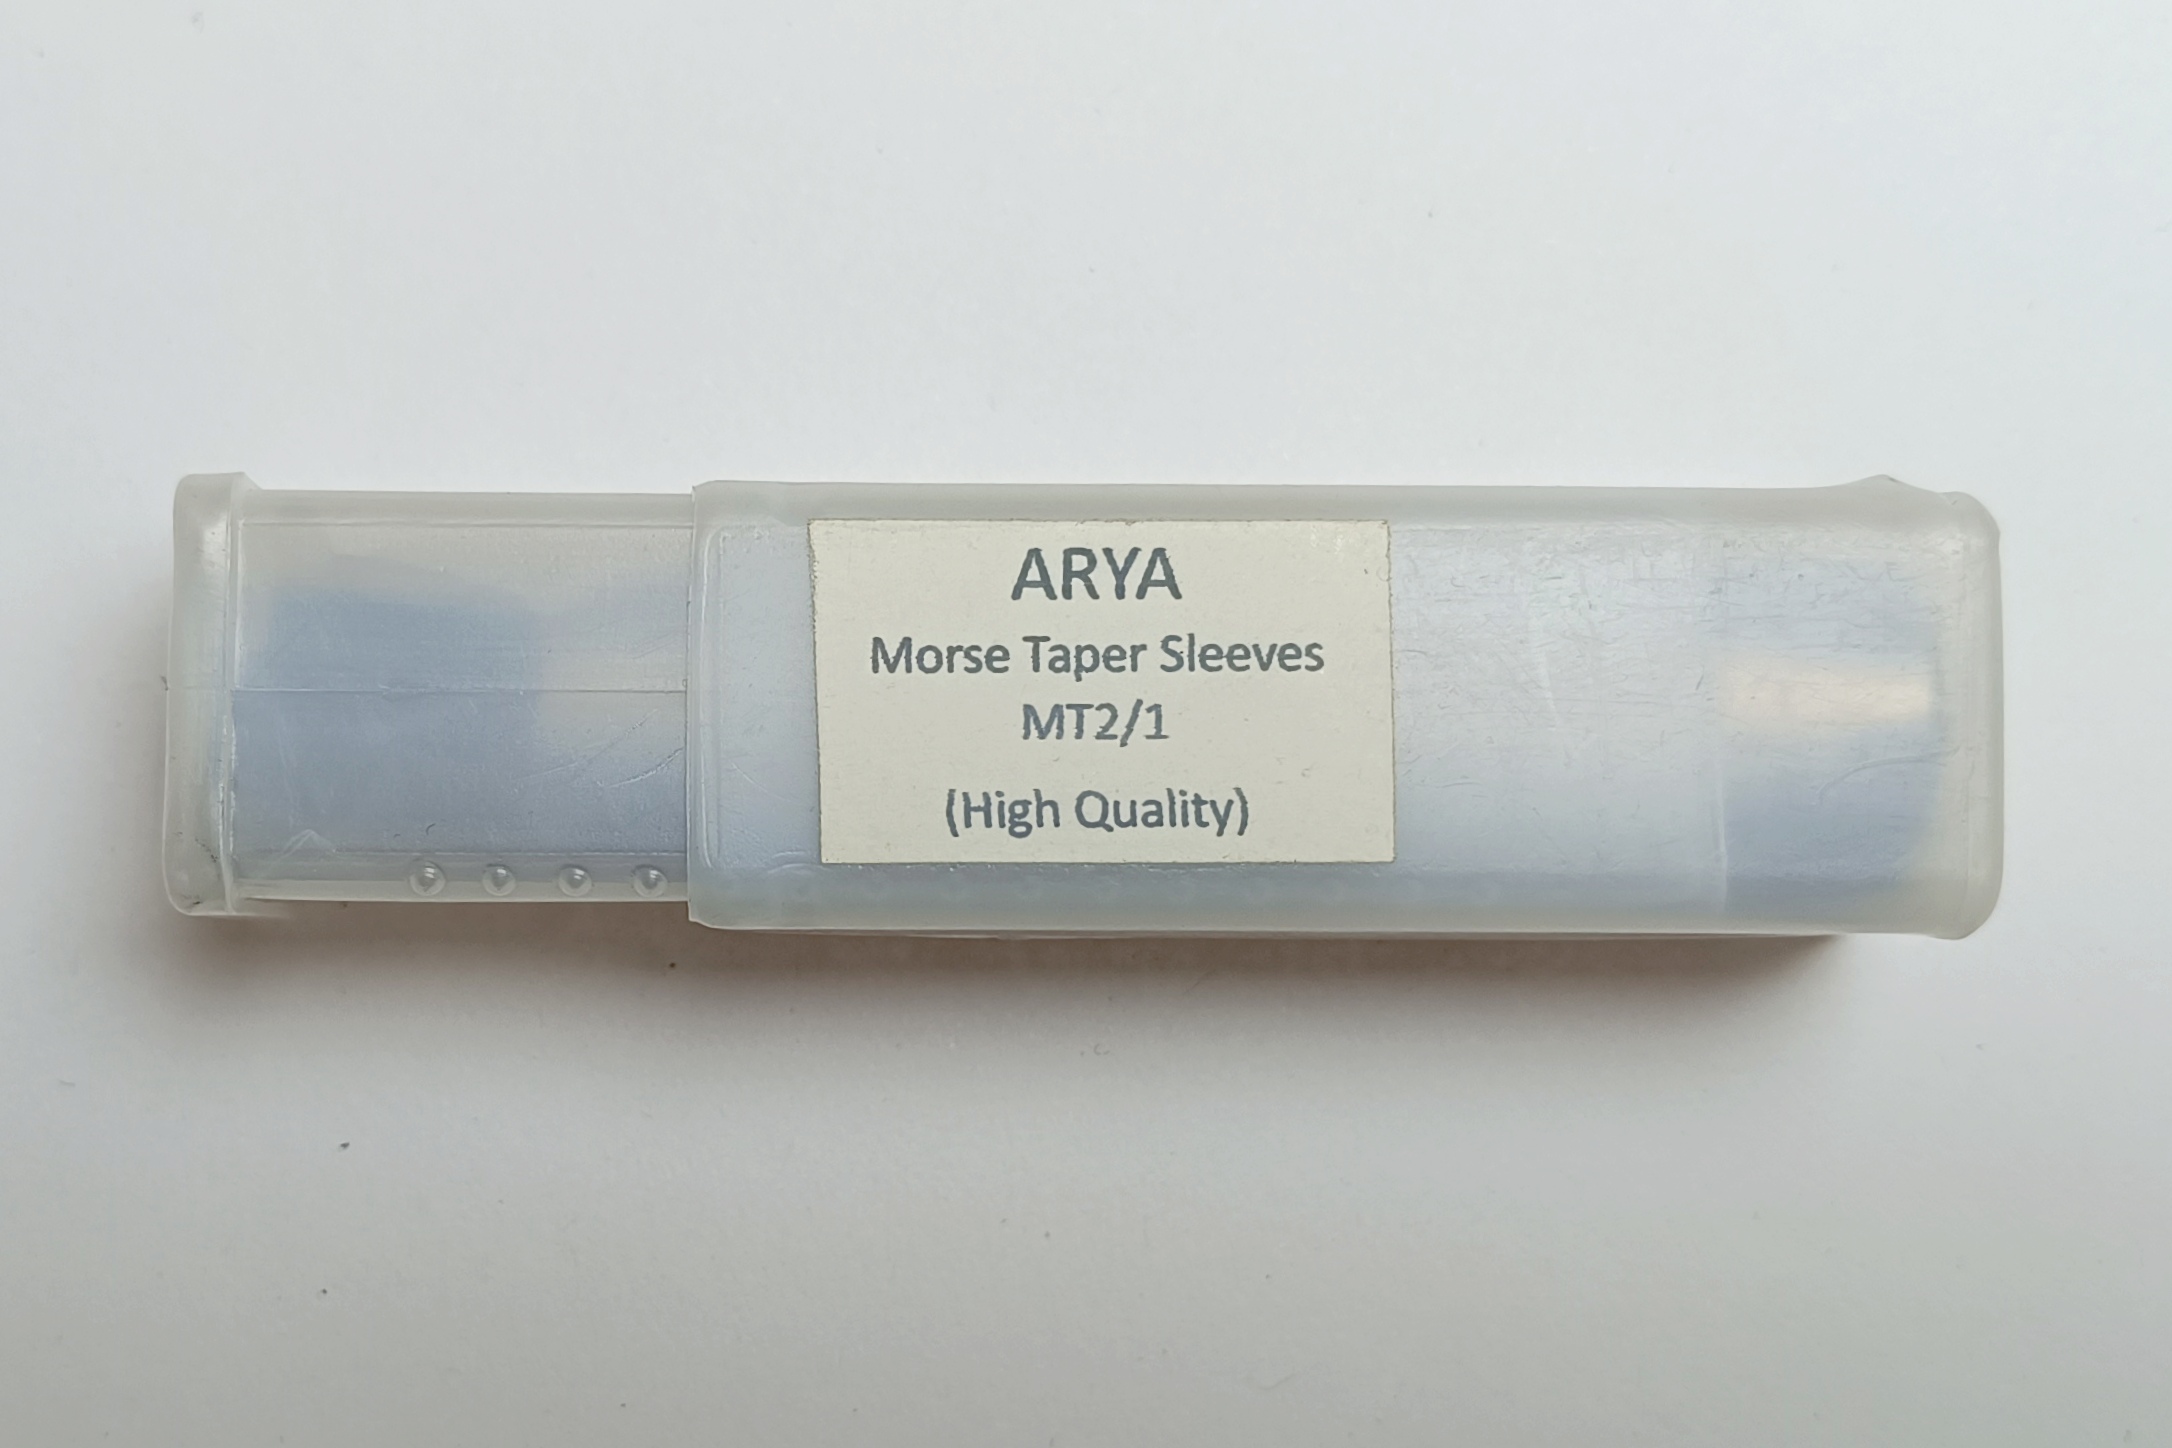 ARYA
Morse Taper Sleeves
MT2/1
(High Quality)